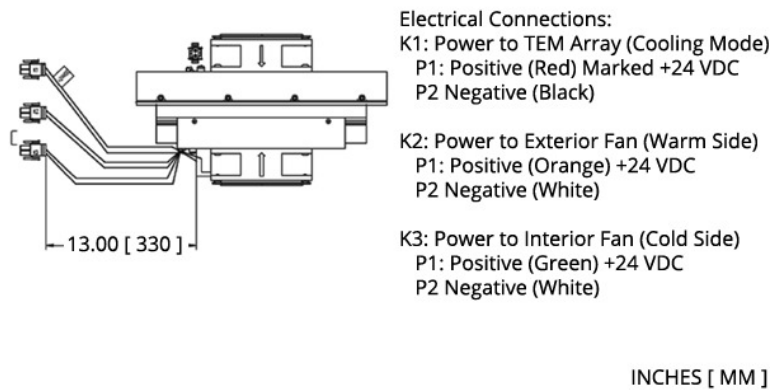 Electrical Connections:
K1: Power to TEM Array (Cooling Mode)
P1: Positive (Red) Marked +24 VDC
P2 Negative (Black)
K2: Power to Exterior Fan (Warm Side)
P1: Positive (Orange) +24 VDC
P2 Negative (White)
K3: Power to Interior Fan (Cold Side)
P1: Positive (Green) +24 VDC
P2 Negative (White)
13.00 [ 330 ]
INCHES [ MM ]